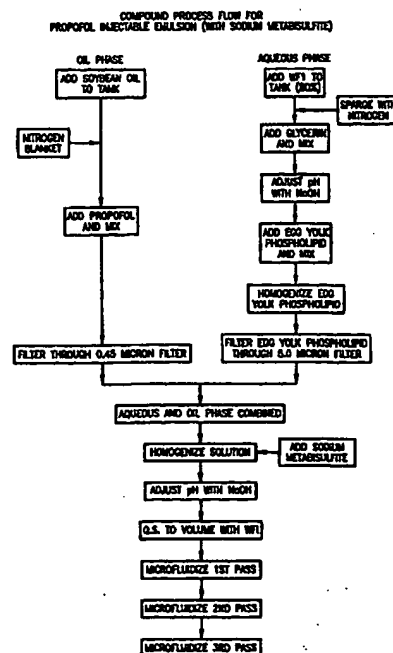 COMPOUND PROCESS FLOW FOR
PROPOFOL INJECTABLE EMULSION (WITH SODIUM METABISULFITE)
OIL PHASE
ADD SOYBEAN OIL
TO TANK
NITROGEN
BLANKET
ADD PROPOFOL
AND MIX
FILTER THROUGH 0.45 MICRON FILTER
AQUEOUS PHASE
ADD WFI TO
TANK (80%)
SPARGE WITH
NITROGEN
ADD GLYCERIN
AND MIX
ADJUST pH
WITH NaOH
ADD EGG YOLK
PHOSPHOLIPID
AND MIX
HOMOGENIZE EGG
YOLK PHOSPHOLIPID
FILTER EGG YOLK PHOSPHOLIPID
THROUGH 5.0 MICRON FILTER
AQUEOUS AND OIL PHASE COMBINED
HOMOGENIZE SOLUTION
ADD SODIUM
METABISULFITE
ADJUST pH WITH NaOH
Q.S. TO VOLUME WITH WFI
MICROFLUIDIZE 1ST PASS
MICROFLUIDIZE 2ND PASS
MICROFLUIDIZE 3RD PASS